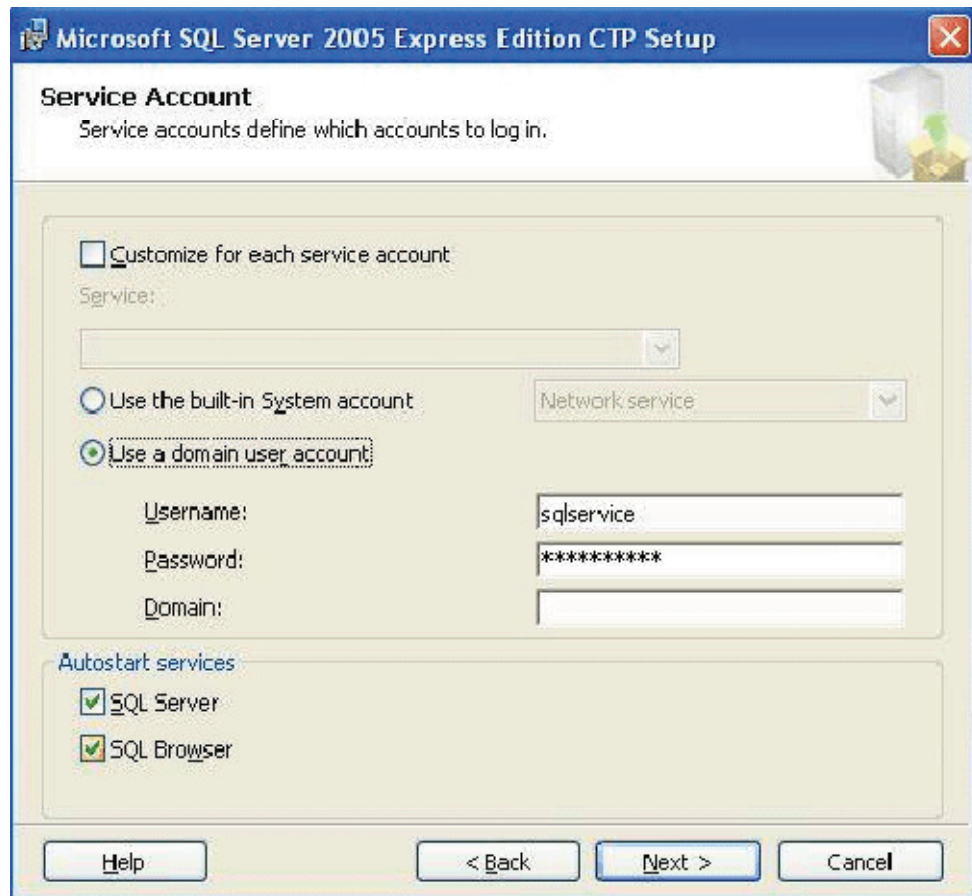 Microsoft SQL Server 2005 Express Edition CTP Setup
Service Account
Service accounts define which accounts to log in.
Customize for each service account
Service:
Use the built-in System account
Network service
Use a domain user account
Username:
sqlservice
Password:
**********
Domain:
Autostart services
SQL Server
SQL Browser
Help
< Back
Next >
Cancel